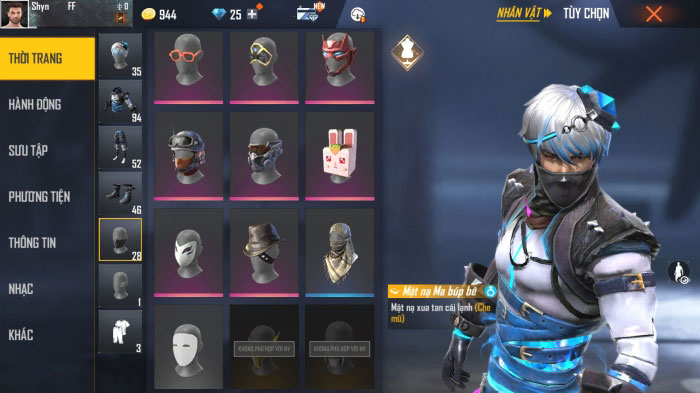 Shyn FF
0
944
25
NEW
NHÂN VẬT
TÙY CHỌN
THỜI TRANG
HÀNH ĐỘNG
SƯU TẬP
PHƯƠNG TIỆN
THÔNG TIN
NHẠC
KHÁC
35
94
52
46
28
1
3
KHÔNG PHÙ HỢP VỚI NV
KHÔNG PHÙ HỢP VỚI NV
Mặt nạ Ma búp bê
Mặt nạ xua tan cái lạnh (Che
mũ)